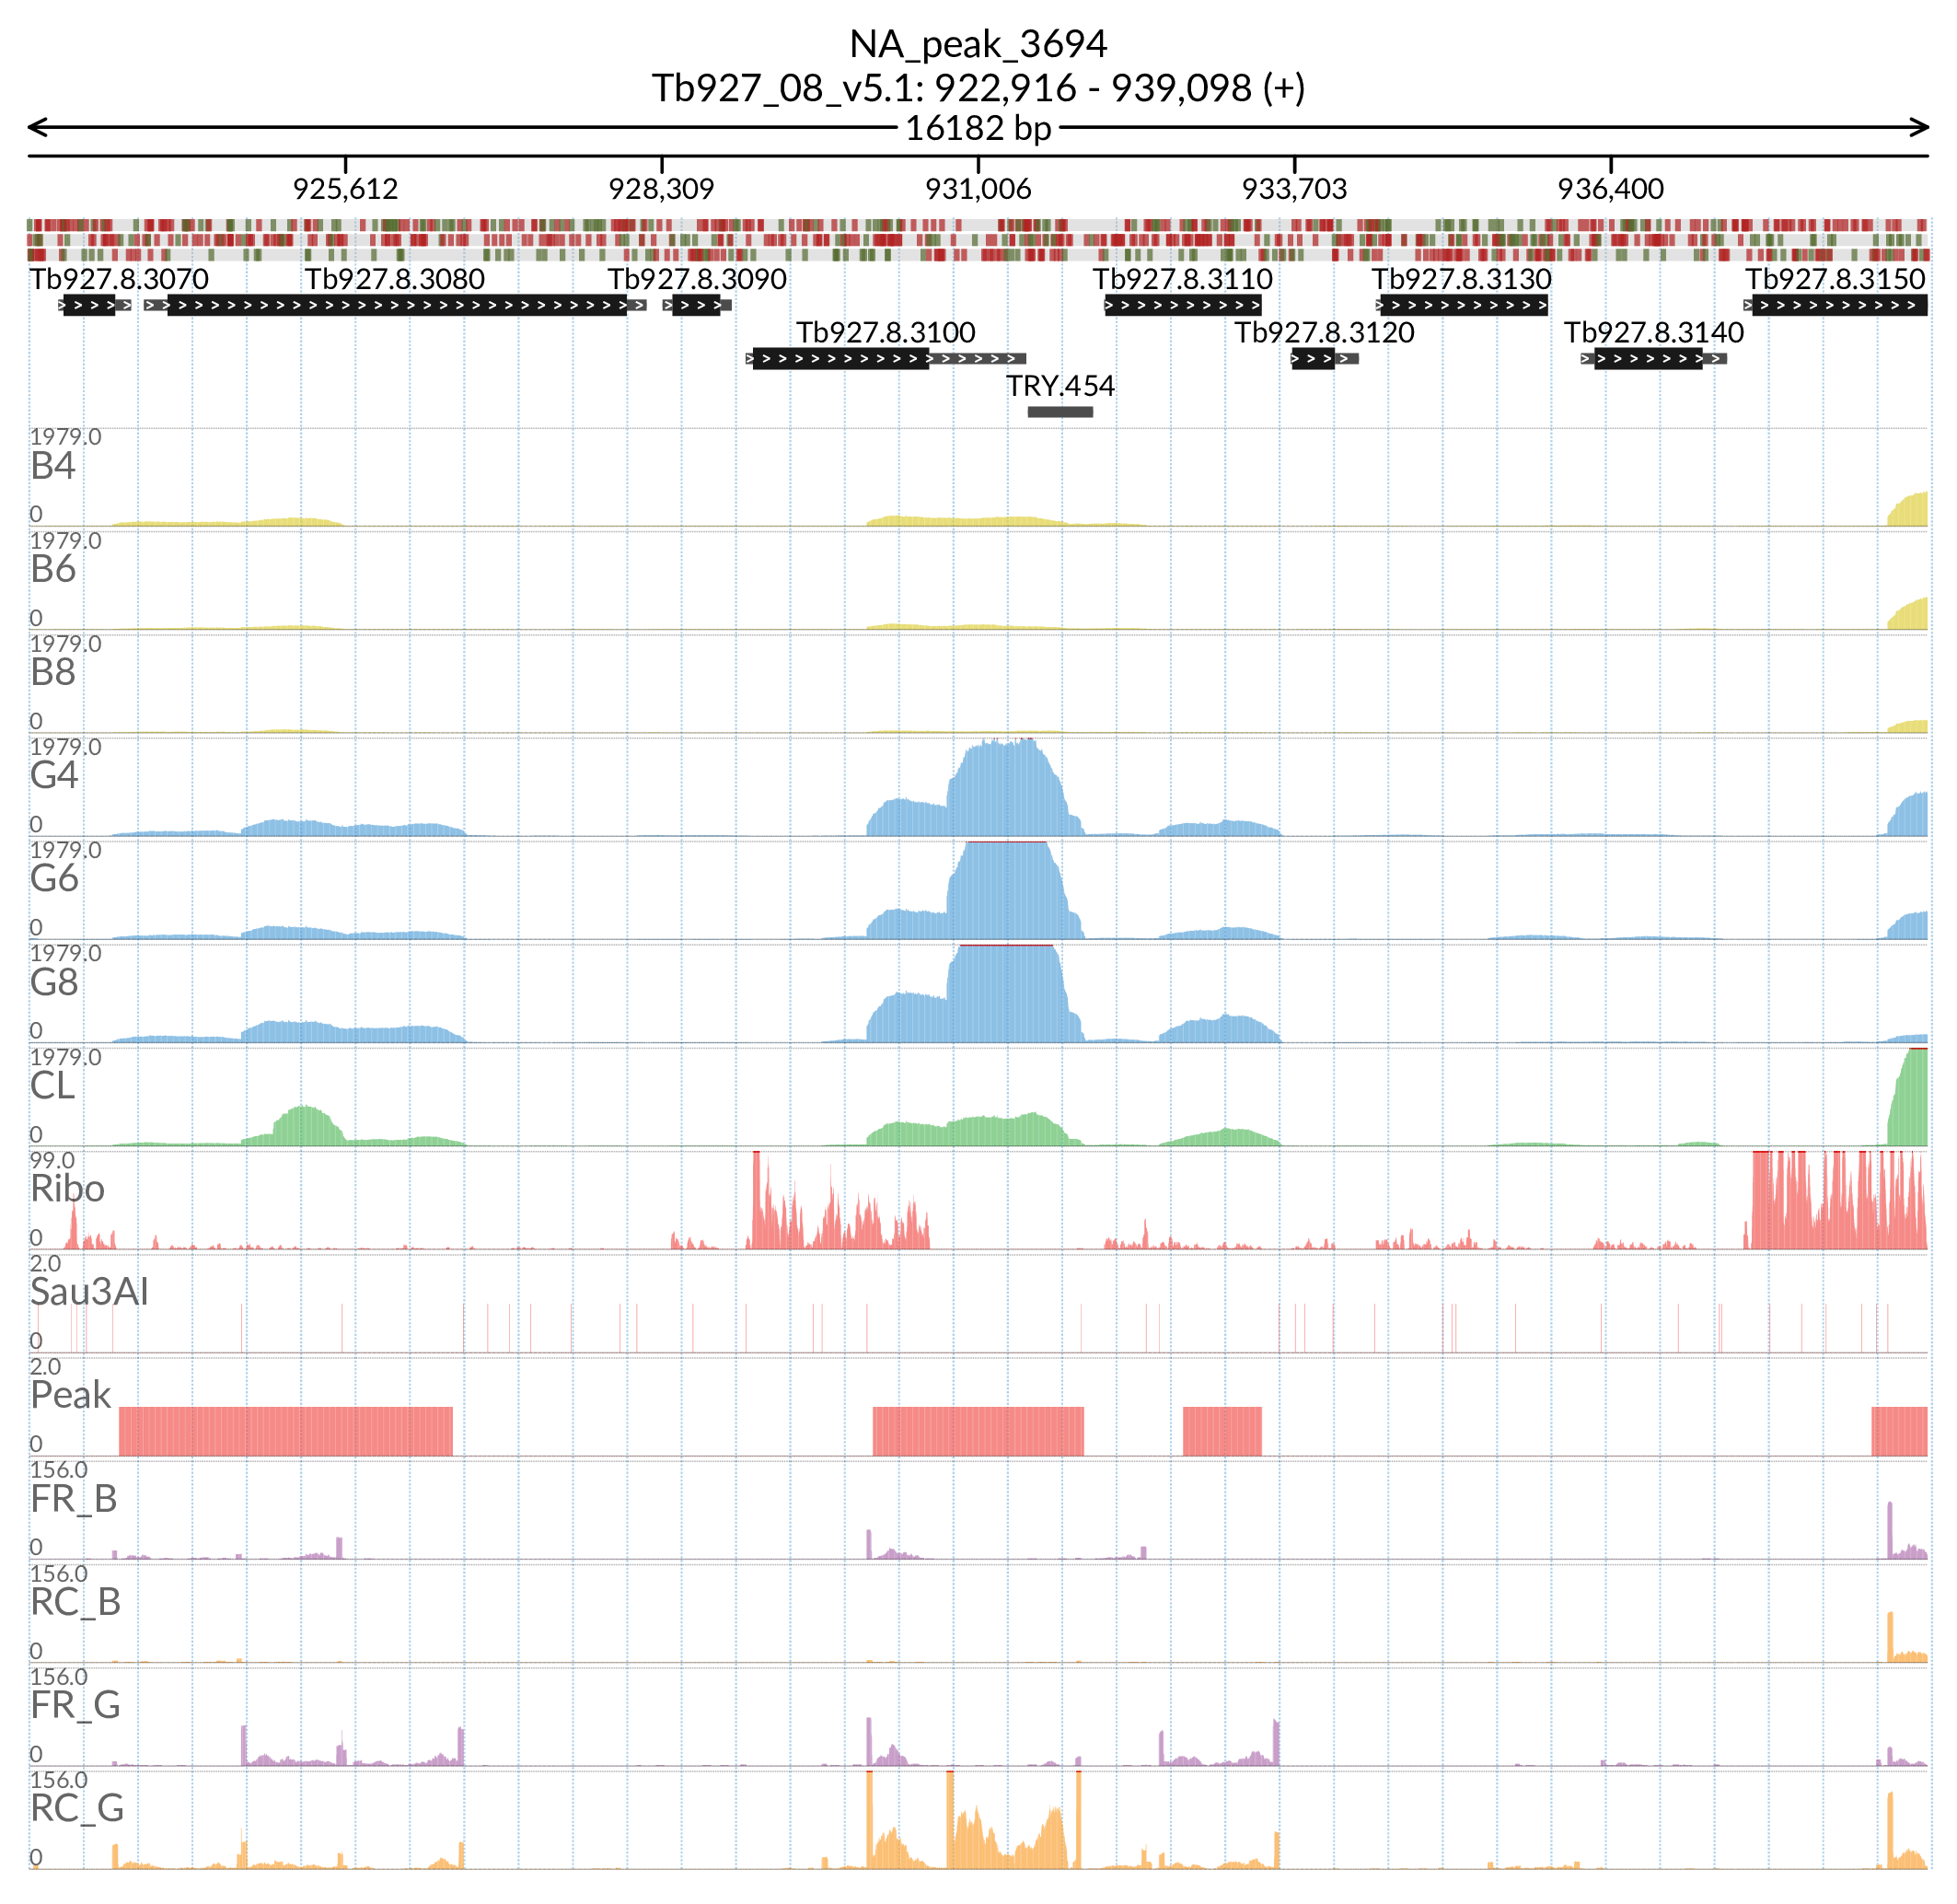 NA_peak_3694
Tb927_08_v5.1: 922,916 - 939,098 (+)
16182 bp
925,612 928,309 931,006 933,703 936,400
Tb927.8.3070 Tb927.8.3080 Tb927.8.3090 Tb927.8.3110 Tb927.8.3130 Tb927.8.3150
Tb927.8.3100 Tb927.8.3120 Tb927.8.3140
TRY.454
1979.0
B4
0
1979.0
B6
0
1979.0
B8
0
1979.0
G4
0
1979.0
G6
0
1979.0
G8
0
1979.0
CL
0
99.0
Ribo
0
2.0
Sau3AI
0
2.0
Peak
0
156.0
FR_B
0
156.0
RC_B
0
156.0
FR_G
0
156.0
RC_G
0